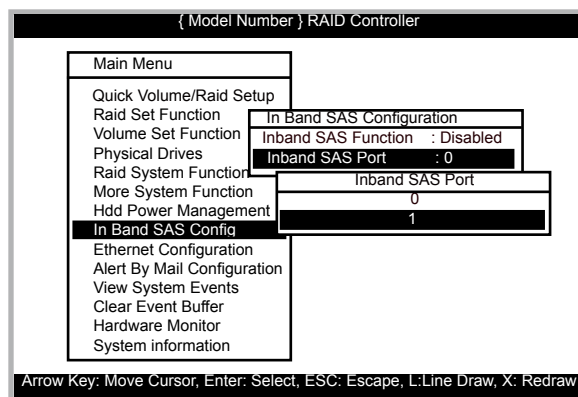 { Model Number } RAID Controller
Main Menu
Quick Volume/Raid Setup
Raid Set Function
Volume Set Function
Physical Drives
Raid System Function
More System Function
Hdd Power Management
In Band SAS Config
Ethernet Configuration
Alert By Mail Configuration
View System Events
Clear Event Buffer
Hardware Monitor
System information
In Band SAS Configuration
Inband SAS Function : Disabled
Inband SAS Port : 0
Inband SAS Port
0
1
Arrow Key: Move Cursor, Enter: Select, ESC: Escape, L:Line Draw, X: Redraw